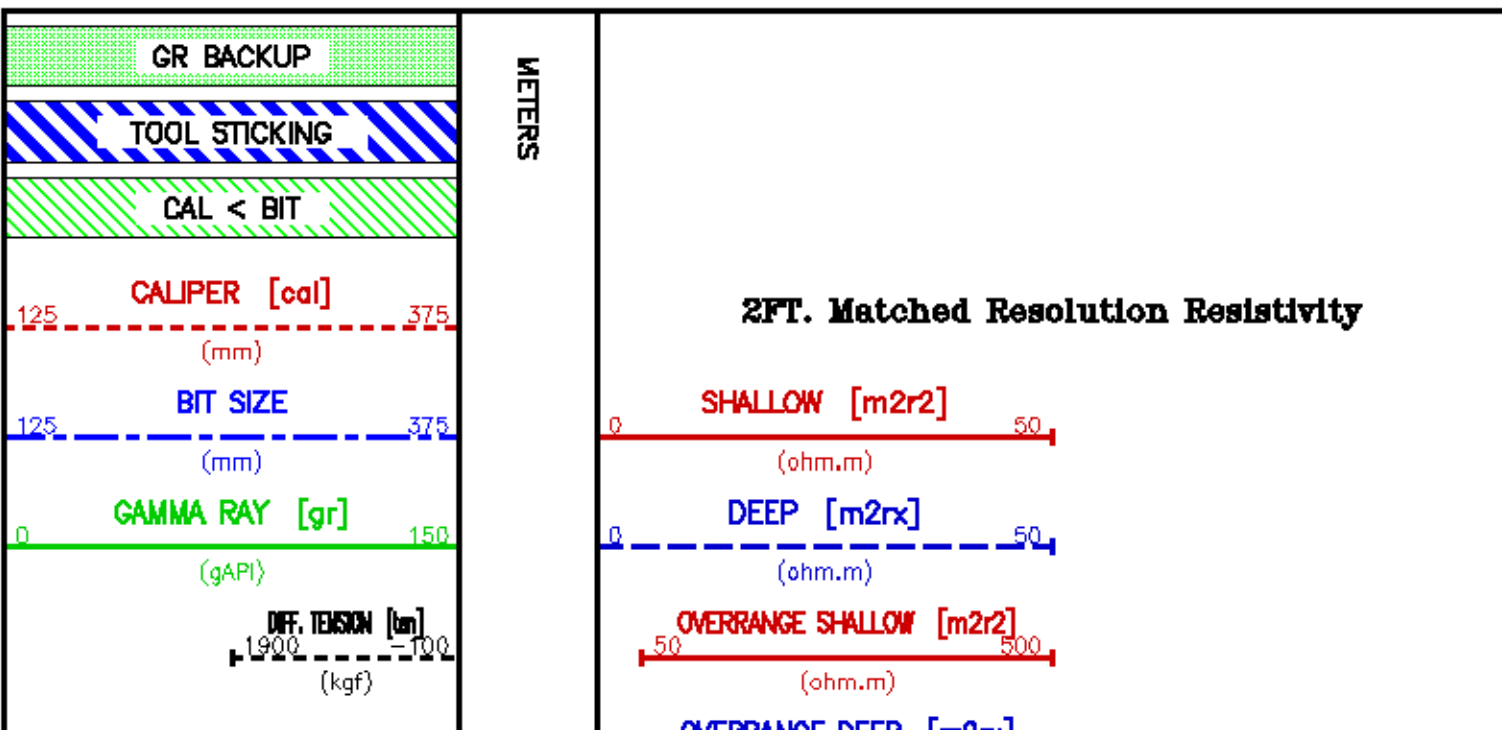 GR BACKUP
TOOL STICKING
CAL < BIT
CALIPER [cal]
125 375
(mm)
BIT SIZE
125 375
(mm)
GAMMA RAY [gr]
0 150
(gAPI)
DIFF. TENSION [ten]
1900 -100
(kgf)
METERS
2FT. Matched Resolution Resistivity
SHALLOW [m2r2]
0 50
(ohm.m)
DEEP [m2rx]
0 50
(ohm.m)
OVERRANGE SHALLOW [m2r2]
50 500
(ohm.m)
OVERRANGE DEEP